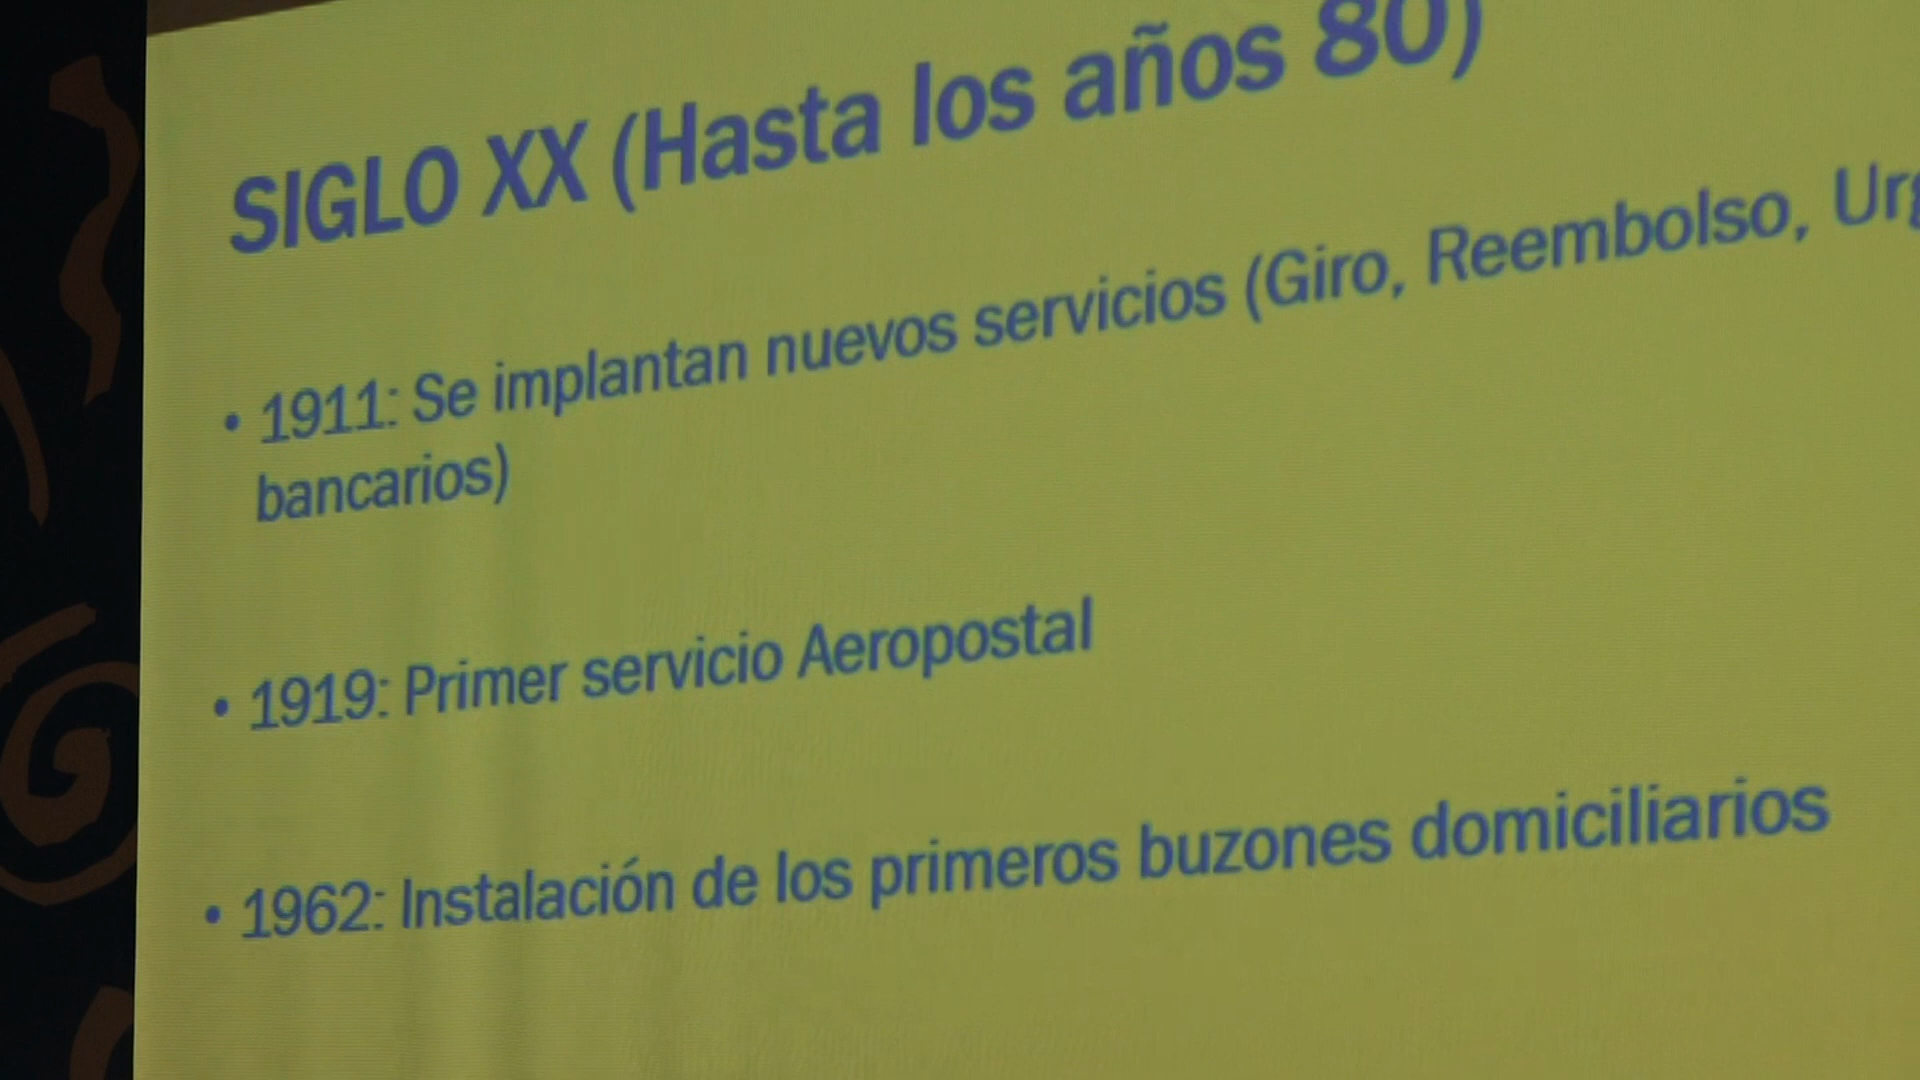 SIGLO XX (Hasta los años 80)
• 1911: Se implantan nuevos servicios (Giro, Reembolso,
bancarios)
• 1919: Primer servicio Aeropostal
• 1962: Instalación de los primeros buzones domiciliarios